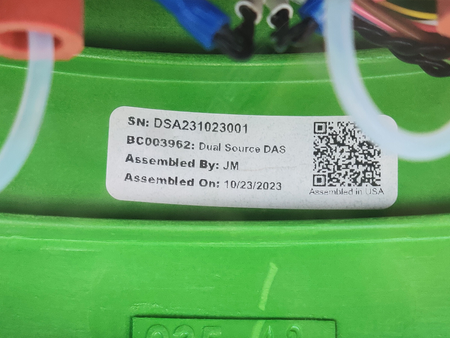 SN: DSA231023001
BC003962: Dual Source DAS
Assembled By: JM
Assembled On: 10/23/2023
Assembled in USA